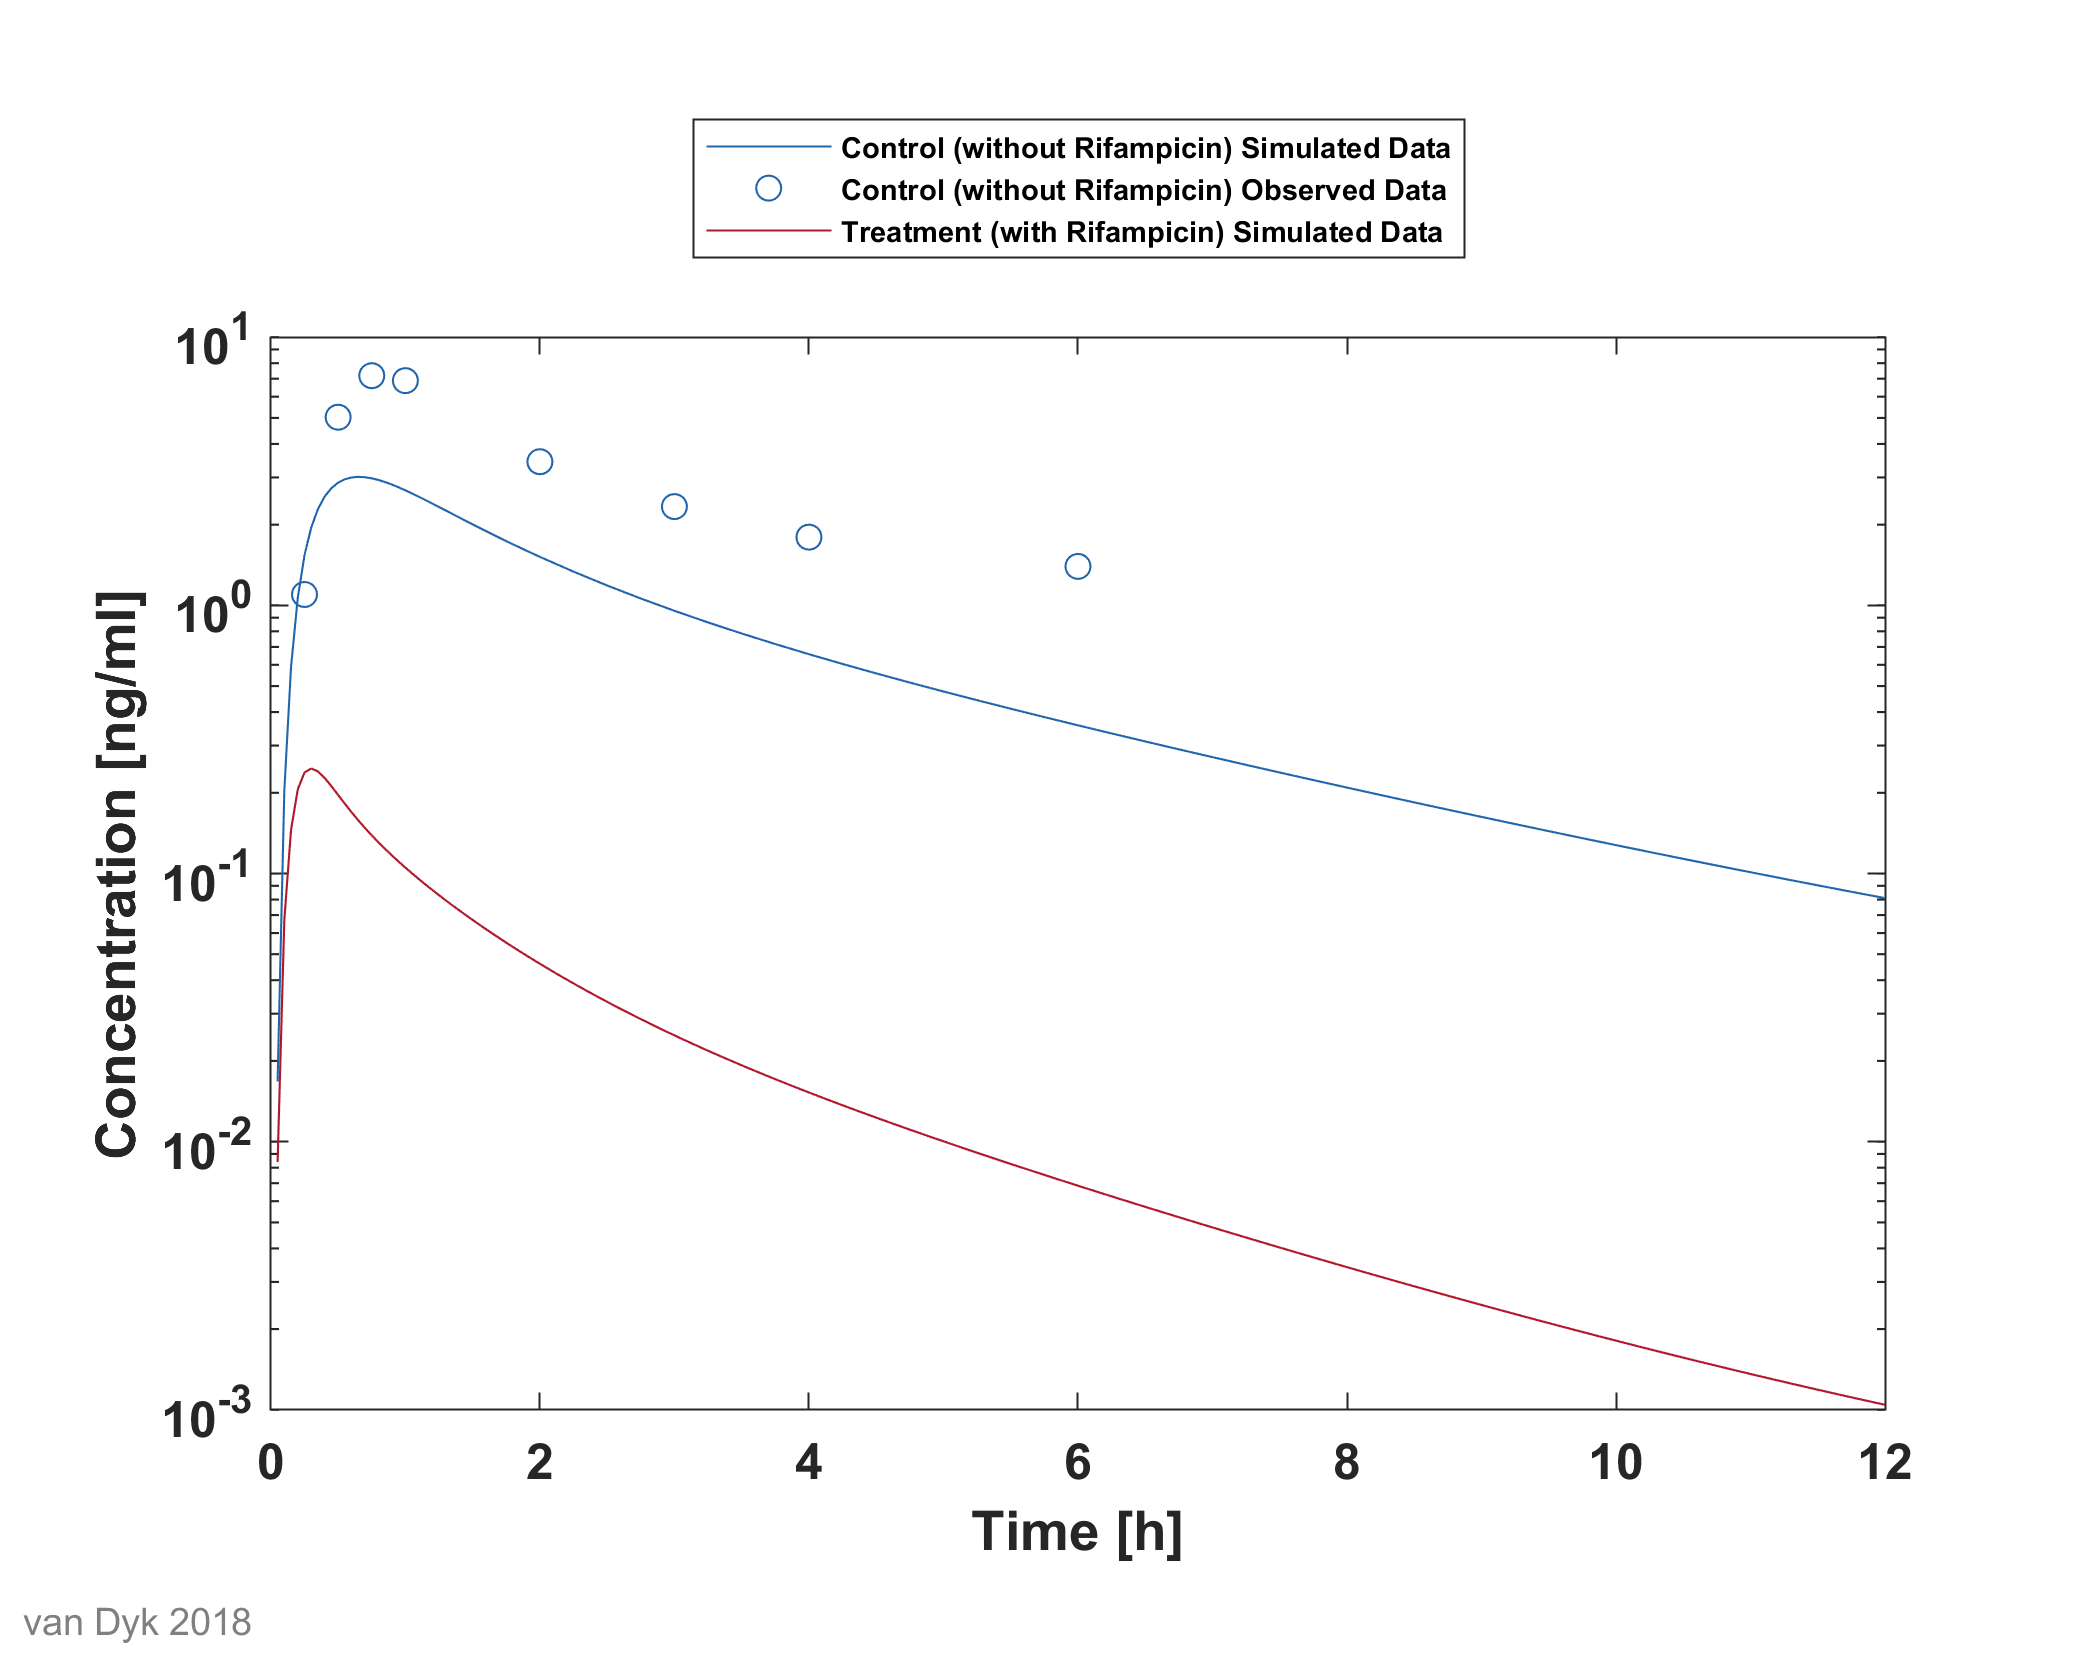 Control (without Rifampicin) Simulated Data
Control (without Rifampicin) Observed Data
Treatment (with Rifampicin) Simulated Data
10^1
10^0
10^-1
10^-2
10^-3
Concentration [ng/ml]
0 2 4 6 8 10 12
Time [h]
van Dyk 2018